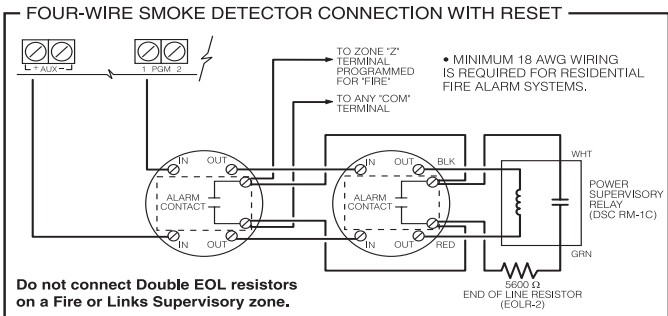 FOUR-WIRE SMOKE DETECTOR CONNECTION WITH RESET
+ AUX -
1 PGM 2
TO ZONE "Z"
TERMINAL
PROGRAMMED
FOR "FIRE"
TO ANY "COM"
TERMINAL
• MINIMUM 18 AWG WIRING
IS REQUIRED FOR RESIDENTIAL
FIRE ALARM SYSTEMS.
IN
OUT
ALARM
CONTACT
IN
OUT
IN
OUT
BLK
ALARM
CONTACT
IN
OUT
RED
WHT
POWER
SUPERVISORY
RELAY
(DSC RM-1C)
GRN
5600 Ω
END OF LINE RESISTOR
(EOLR-2)
Do not connect Double EOL resistors
on a Fire or Links Supervisory zone.